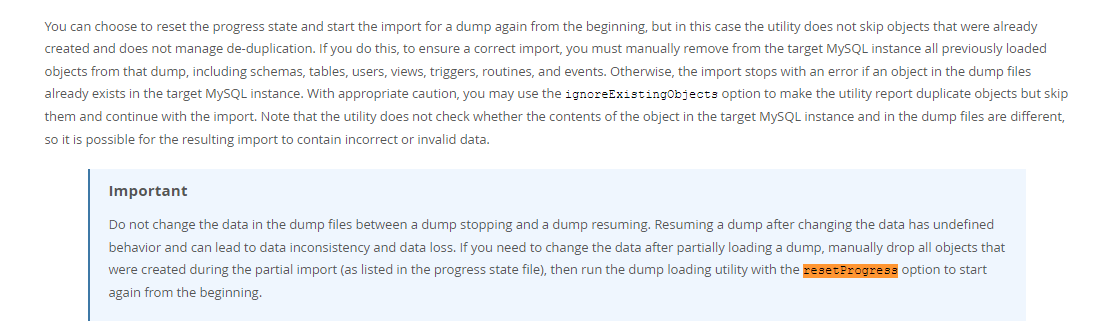 You can choose to reset the progress state and start the import for a dump again from the beginning, but in this case the utility does not skip objects that were already
created and does not manage de-duplication. If you do this, to ensure a correct import, you must manually remove from the target MySQL instance all previously loaded
objects from that dump, including schemas, tables, users, views, triggers, routines, and events. Otherwise, the import stops with an error if an object in the dump files
already exists in the target MySQL instance. With appropriate caution, you may use the ignoreExistingObjects option to make the utility report duplicate objects but skip
them and continue with the import. Note that the utility does not check whether the contents of the object in the target MySQL instance and in the dump files are different,
so it is possible for the resulting import to contain incorrect or invalid data.
Important
Do not change the data in the dump files between a dump stopping and a dump resuming. Resuming a dump after changing the data has undefined
behavior and can lead to data inconsistency and data loss. If you need to change the data after partially loading a dump, manually drop all objects that
were created during the partial import (as listed in the progress state file), then run the dump loading utility with the resetProgress option to start
again from the beginning.